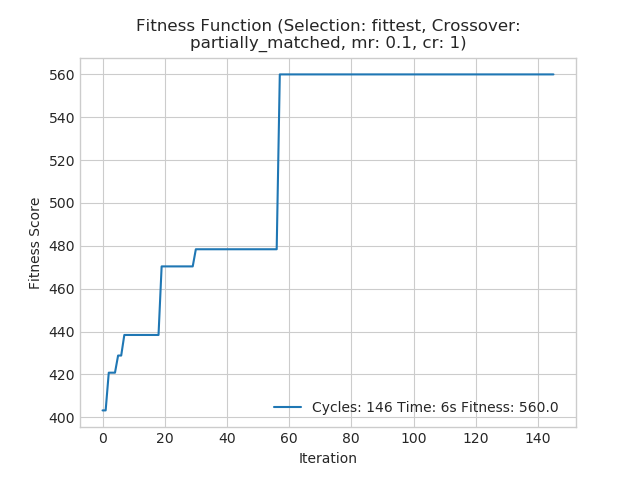 Fitness Function (Selection: fittest, Crossover:
partially_matched, mr: 0.1, cr: 1)
Fitness Score
560
540
520
500
480
460
440
420
400
Cycles: 146 Time: 6s Fitness: 560.0
0 20 40 60 80 100 120 140
Iteration